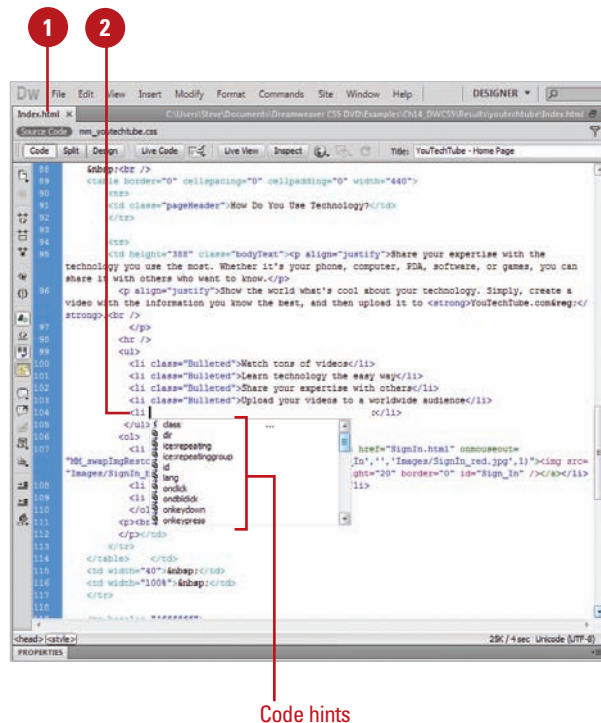 1 2
DW File Edit View Insert Modify Format Commands Site Window Help DESIGNER
Index.html × C:\Users\Steve\Documents\Dreamweaver CS5 DVD\Examples\Ch14_DWCS5\Results\youtechtube\Index.html
Source Code mm_youtechtube.css
Code Split Design Live Code Live View Inspect Title: YouTechTube - Home Page
88 &nbsp;<br />
89 <table border="0" cellspacing="0" cellpadding="0" width="440">
90 <tr>
91 <td class="pageHeader">How Do You Use Technology?</td>
92 </tr>
93
94 <tr>
95 <td height="388" class="bodyText"><p align="justify">Share your expertise with the
technology you use the most. Whether it's your phone, computer, PDA, software, or games, you can
share it with others who want to know.</p>
96 <p align="justify">Show the world what's cool about your technology. Simply, create a
video with the information you know the best, and then upload it to <strong>YouTechTube.com&reg;</
strong>.<br />
97 </p>
98 <hr />
99 <ul>
100 <li class="Bulleted">Watch tons of videos</li>
101 <li class="Bulleted">Learn technology the easy way</li>
102 <li class="Bulleted">Share your expertise with others</li>
103 <li class="Bulleted">Upload your videos to a worldwide audience</li>
104 <li </li>
105 </ul> class ...
106 <ol> dir
107 <li ice:repeating href="SignIn.html" onmouseout=
"MM_swapImgResto ice:repeatinggroup In','','Images/SignIn_red.jpg',1)"><img src=
"Images/SignIn_ id ght="20" border="0" id="Sign_In" /></a></li>
108 <li lang li>
109 <li onclick
110 </ol ondblclick
111 <p><br onkeydown
112 </p></td> onkeypress
113 </tr>
114 </table> </td>
115 <td width="40">&nbsp;</td>
116 <td width="100%">&nbsp;</td>
117 </tr>
118
<head> <style> 29K / 4 sec Unicode (UTF-8)
PROPERTIES
Code hints